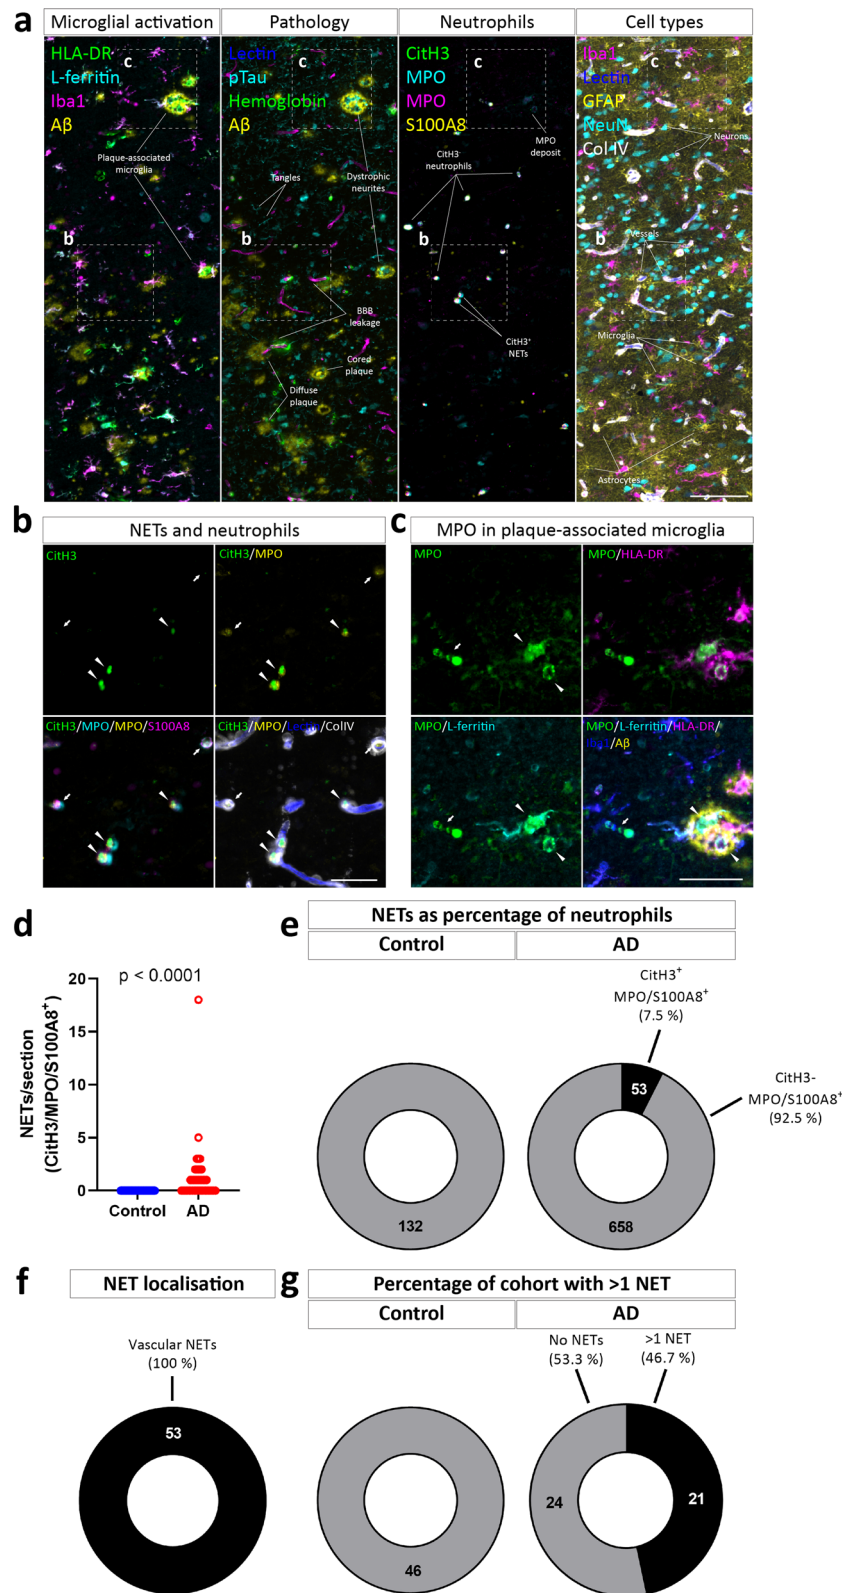 a
Microglial activation
Pathology
Neutrophils
Cell types
HLA-DR
L-ferritin
Iba1
Aβ
c
Plaque-associated
microglia
b
Lectin
pTau
Hemoglobin
Aβ
c
Tangles
Dystrophic
neurites
b
BBB
leakage
Cored
plaque
Diffuse
plaque
CitH3
MPO
MPO
S100A8
c
MPO
deposit
CitH3-
neutrophils
b
CitH3+
NETs
Iba1
Lectin
GFAP
NeuN
Col IV
c
Neurons
Vessels
b
Microglia
Astrocytes
b
NETs and neutrophils
CitH3
CitH3/MPO
CitH3/MPO/MPO/S100A8
CitH3/MPO/Lectin/ColIV
c
MPO in plaque-associated microglia
MPO
MPO/HLA-DR
MPO/L-ferritin
MPO/L-ferritin/HLA-DR/
Iba1/Aβ
d
p < 0.0001
NETs/section
(CitH3/MPO/S100A8+)
20
15
10
5
0
Control
AD
e
NETs as percentage of neutrophils
Control
AD
CitH3+
MPO/S100A8+
(7.5 %)
CitH3-
MPO/S100A8+
(92.5 %)
132
53
658
f
NET localisation
Vascular NETs
(100 %)
53
g
Percentage of cohort with >1 NET
Control
AD
No NETs
(53.3 %)
>1 NET
(46.7 %)
46
24
21